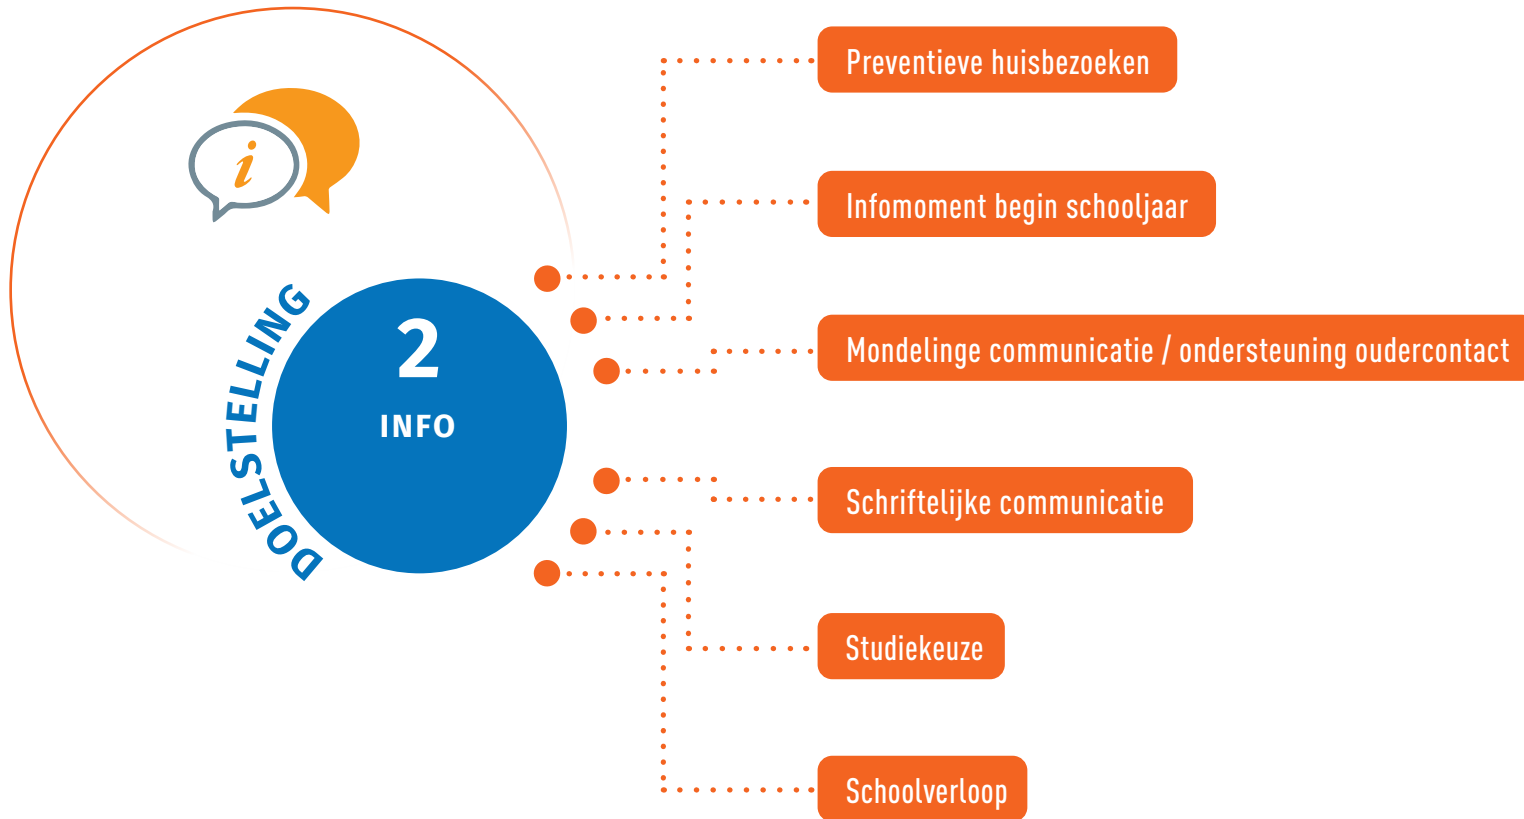 Preventieve huisbezoeken
Infomoment begin schooljaar
DOELSTELLING
2
INFO
Mondelinge communicatie / ondersteuning oudercontact
Schriftelijke communicatie
Studiekeuze
Schoolverloop
i